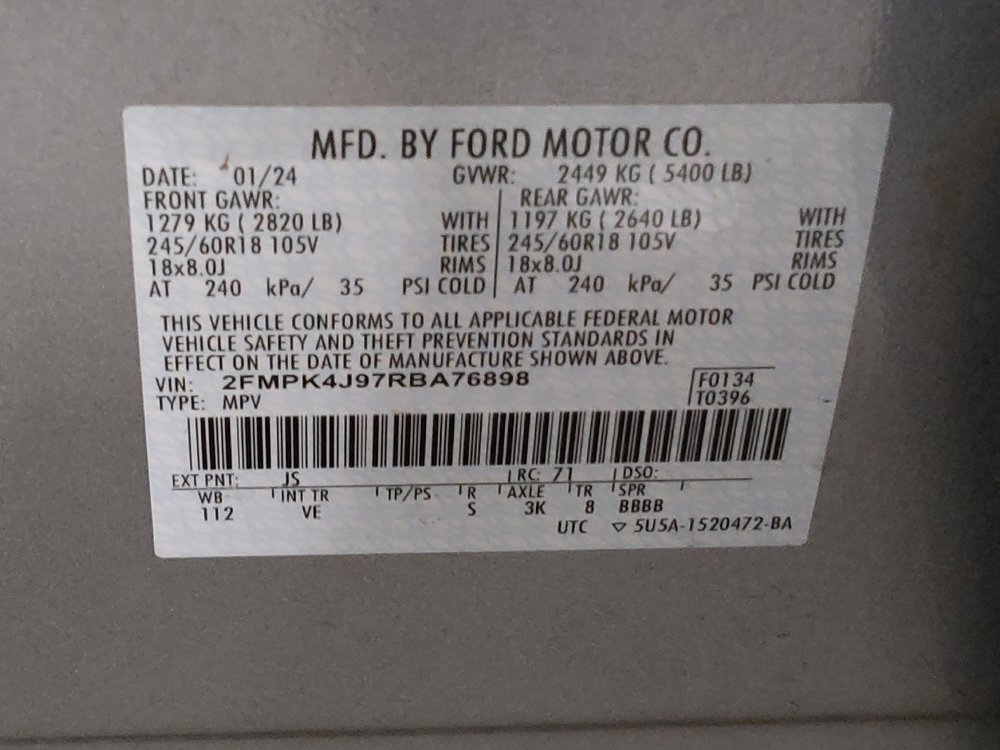 MFD. BY FORD MOTOR CO.
DATE: 01/24 GVWR: 2449 KG ( 5400 LB)
FRONT GAWR: REAR GAWR:
1279 KG ( 2820 LB) WITH 1197 KG ( 2640 LB) WITH
245/60R18 105V TIRES 245/60R18 105V TIRES
18x8.0J RIMS 18x8.0J RIMS
AT 240 kPa/ 35 PSI COLD AT 240 kPa/ 35 PSI COLD
THIS VEHICLE CONFORMS TO ALL APPLICABLE FEDERAL MOTOR
VEHICLE SAFETY AND THEFT PREVENTION STANDARDS IN
EFFECT ON THE DATE OF MANUFACTURE SHOWN ABOVE.
VIN: 2FMPK4J97RBA76898 F0134
TYPE: MPV T0396
EXT PNT: JS RC: 71 DSO:
WB INT TR TP/PS R AXLE TR SPR
112 VE S 3K 8 BBBB
UTC ▽ 5U5A-1520472-BA